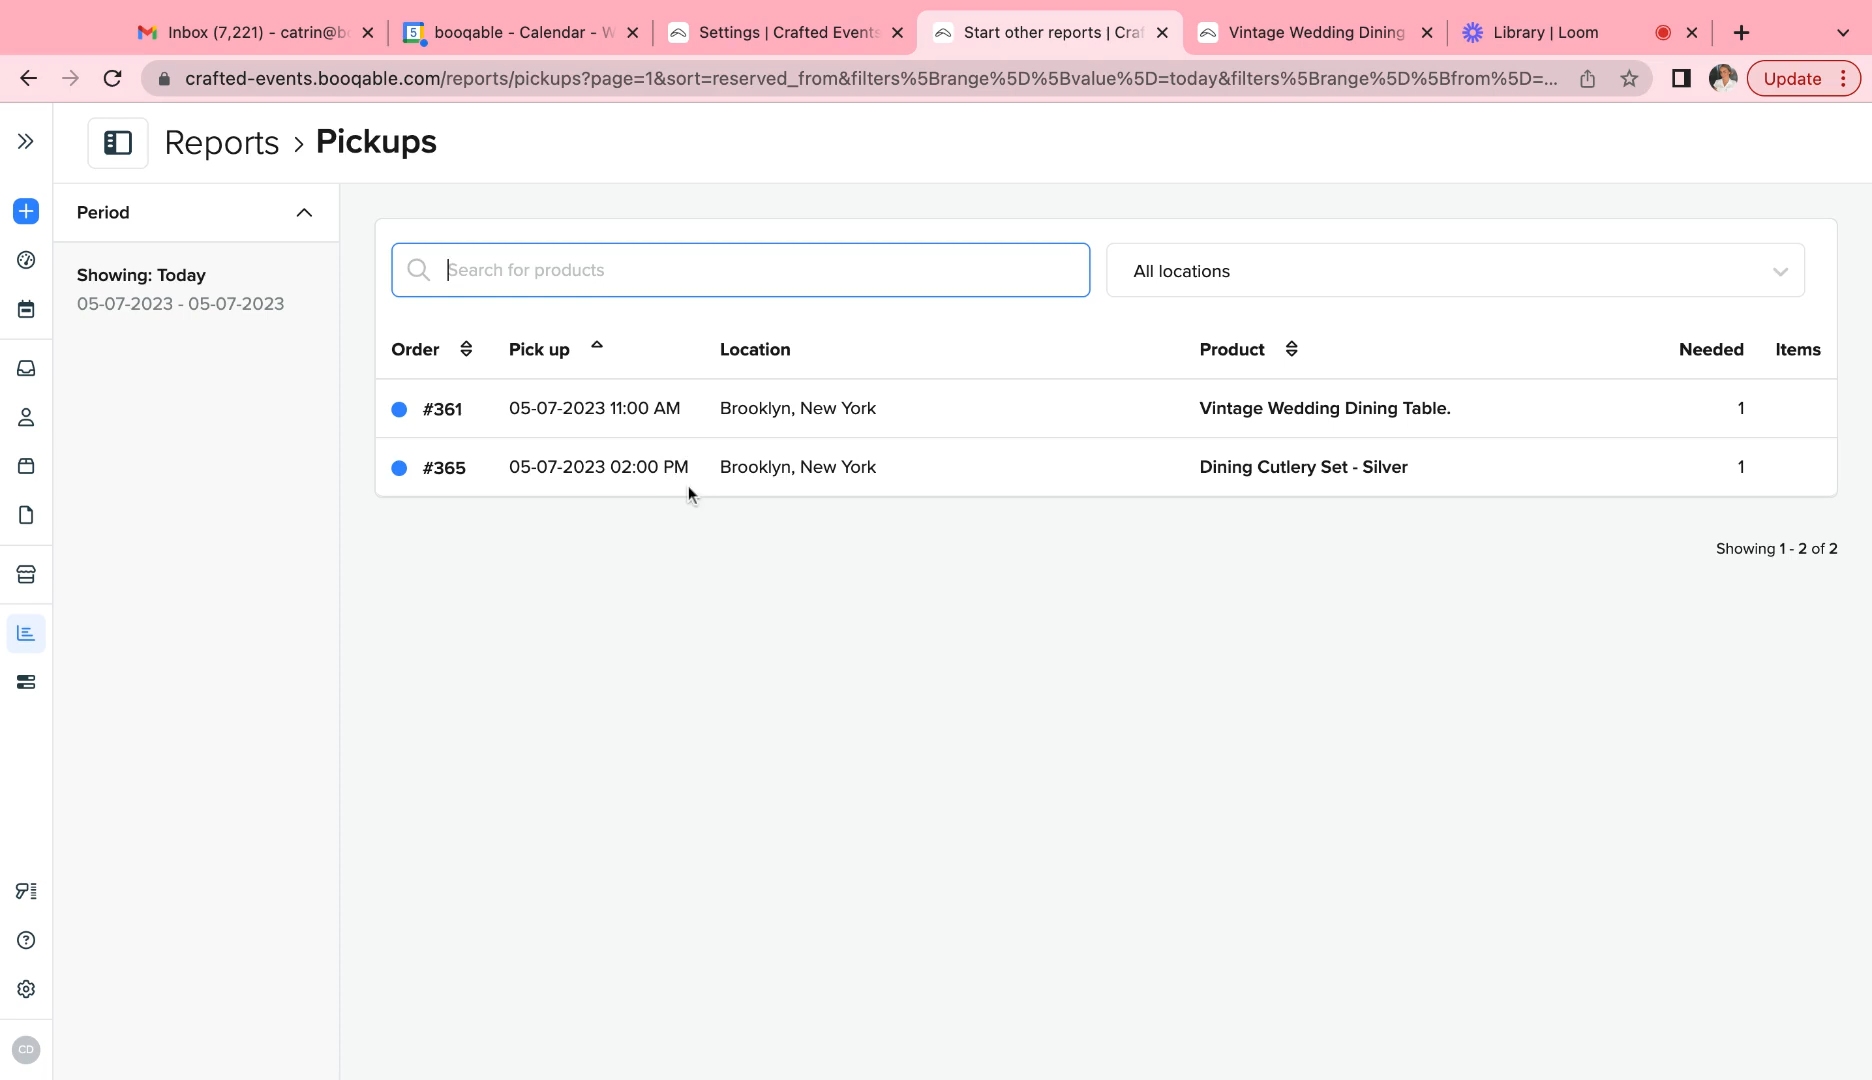 Inbox (7,221) - catrin@b
5 booqable - Calendar - W
Settings | Crafted Events
Start other reports | Craf
Vintage Wedding Dining
Library | Loom
crafted-events.booqable.com/reports/pickups?page=1&sort=reserved_from&filters%5Brange%5D%5Bvalue%5D=today&filters%5Brange%5D%5Bfrom%5D=...
Update
Reports > Pickups
Period
Showing: Today
05-07-2023 - 05-07-2023
Search for products
All locations
Order Pick up Location Product Needed Items
#361 05-07-2023 11:00 AM Brooklyn, New York Vintage Wedding Dining Table. 1
#365 05-07-2023 02:00 PM Brooklyn, New York Dining Cutlery Set - Silver 1
Showing 1 - 2 of 2
CD